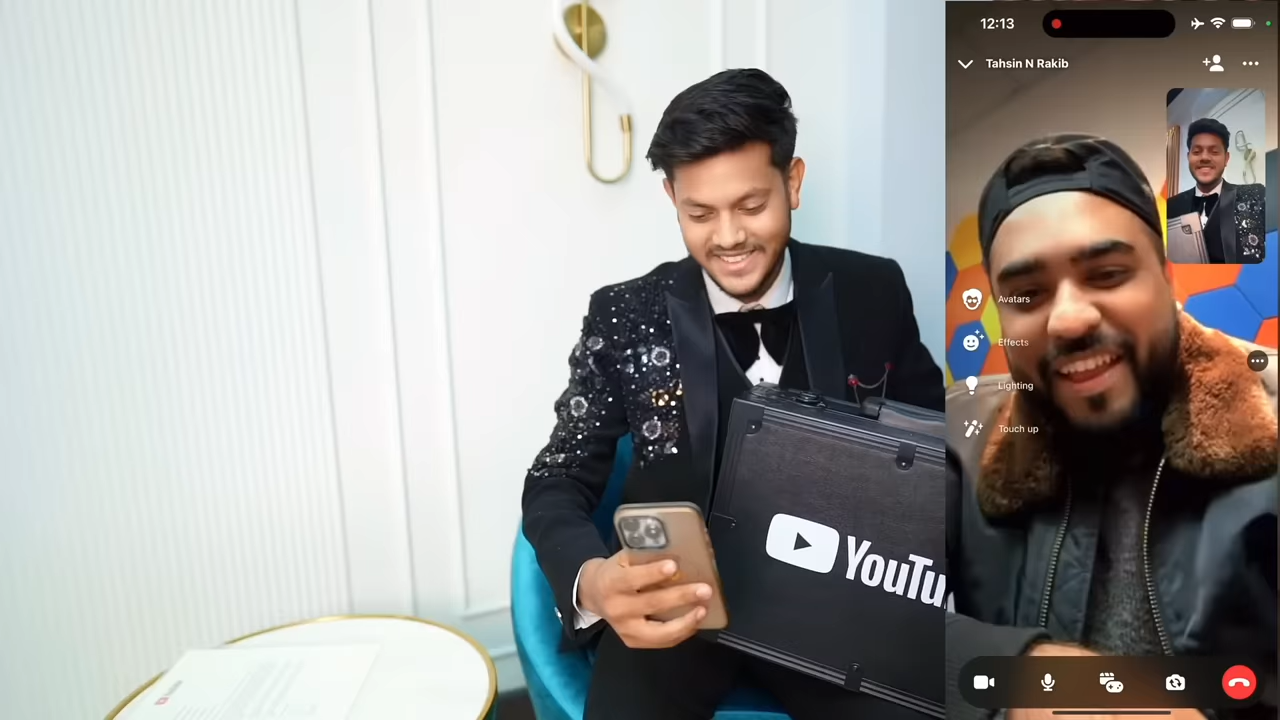 YouTu
12:13
Tahsin N Rakib
Avatars
Effects
Lighting
Touch up